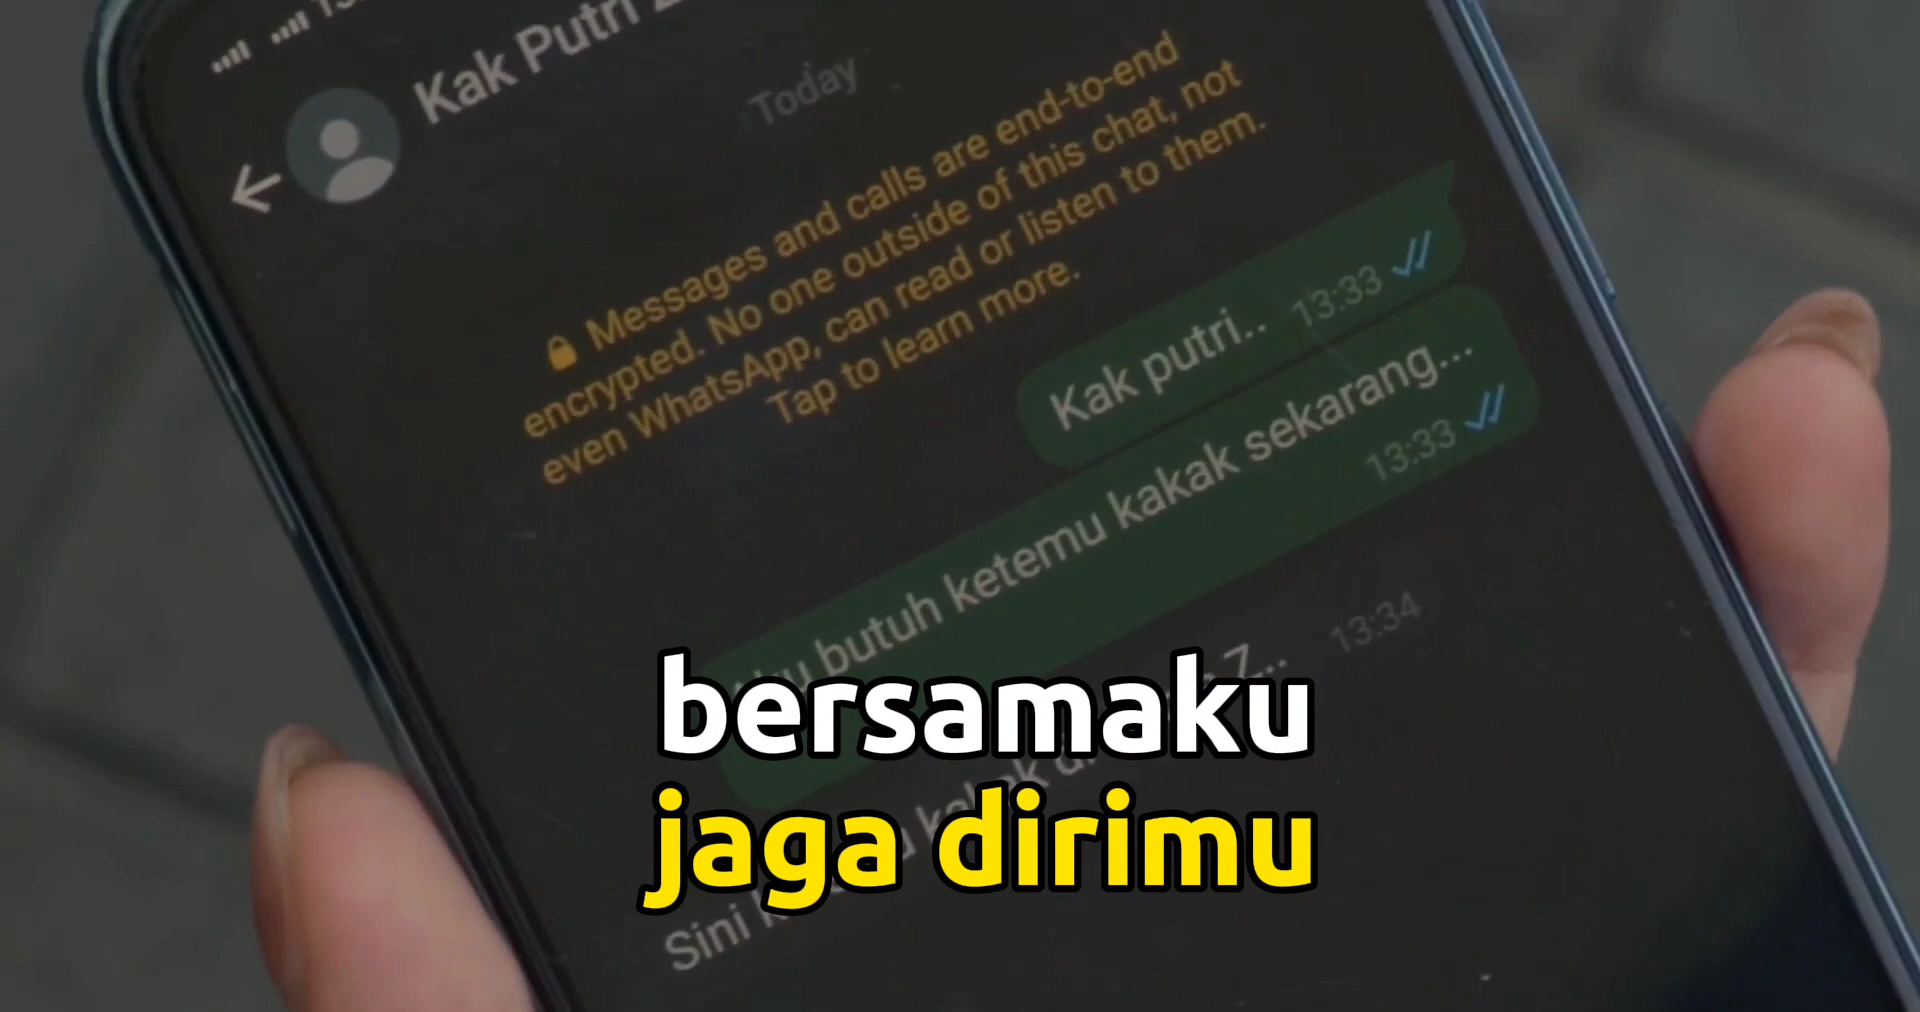 Kak Putri
Today
Messages and calls are end-to-end
encrypted. No one outside of this chat, not
even WhatsApp, can read or listen to them.
Tap to learn more.
Kak putri.. 13:33
butuh ketemu kakak sekarang...
13:33
13:34
Sini
bersamaku
jaga dirimu